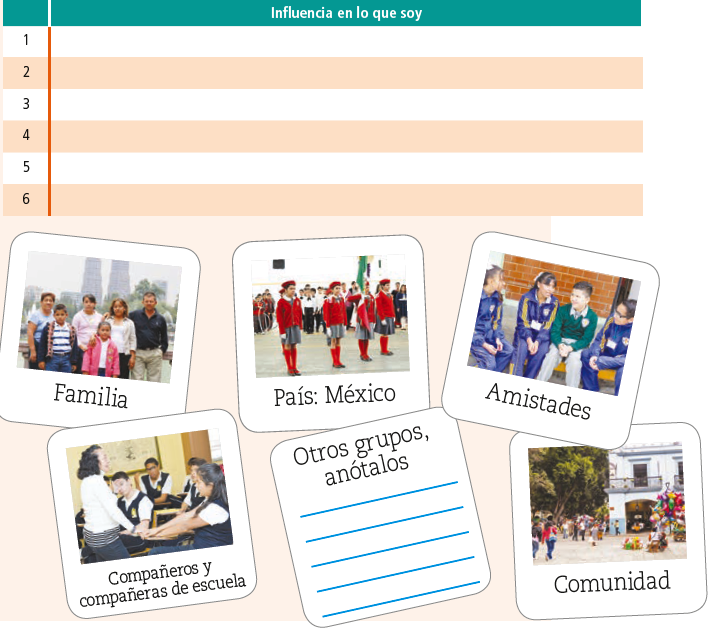 Influencia en lo que soy
1
2
3
4
5
6
Familia
País: México
Amistades
Compañeros y
compañeras de escuela
Otros grupos,
anótalos
Comunidad